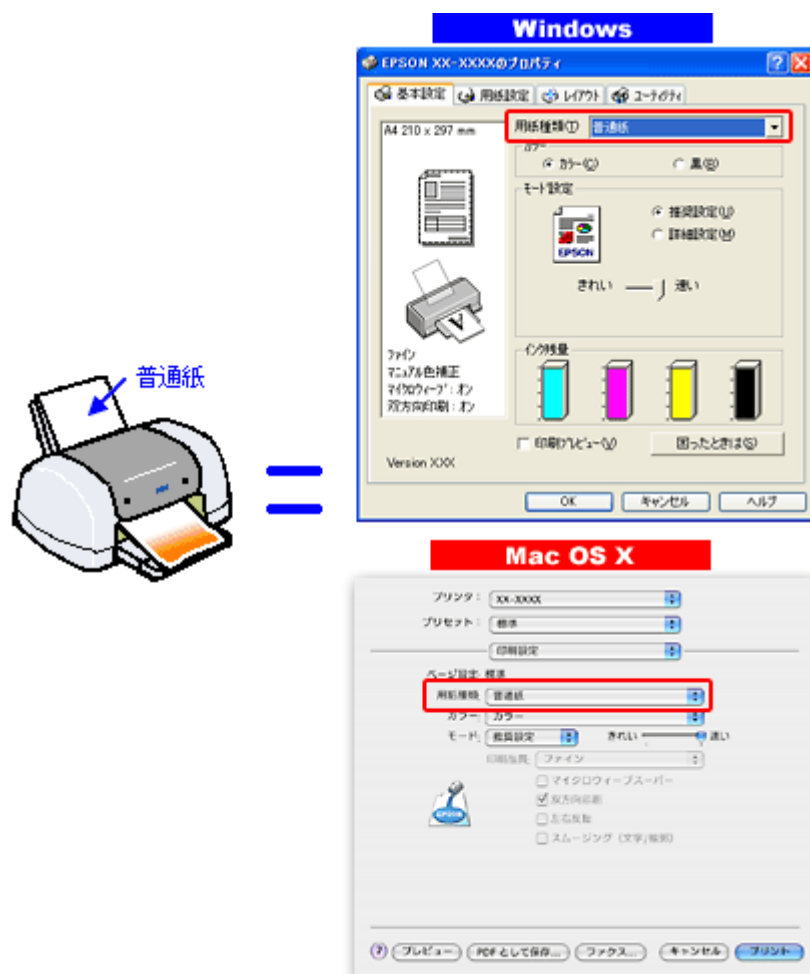 Windows
EPSON XX-XXXXのプロパティ
基本設定 用紙設定 レイアウト ユーティリティ
A4 210 x 297 mm
用紙種類(T) 普通紙
カラー
カラー(C) 黒(B)
モード設定
推奨設定(U)
詳細設定(M)
EPSON
きれい 速い
ファイン
マニュアル色補正
マイクロウィーブ:オン
双方向印刷:オン
インク残量
印刷プレビュー(V) 困ったときは(S)
Version X.XX
OK キャンセル ヘルプ
普通紙
Mac OS X
プリンタ: XX-XXXX
プリセット: 標準
印刷設定
ページ設定: 標準
用紙種類: 普通紙
カラー: カラー
モード: 推奨設定 きれい 速い
印刷品質: ファイン
マイクロウィーブスーパー
双方向印刷
左右反転
スムージング (文字/輪郭)
EPSON
? プレビュー PDF として保存... ファクス... キャンセル プリント